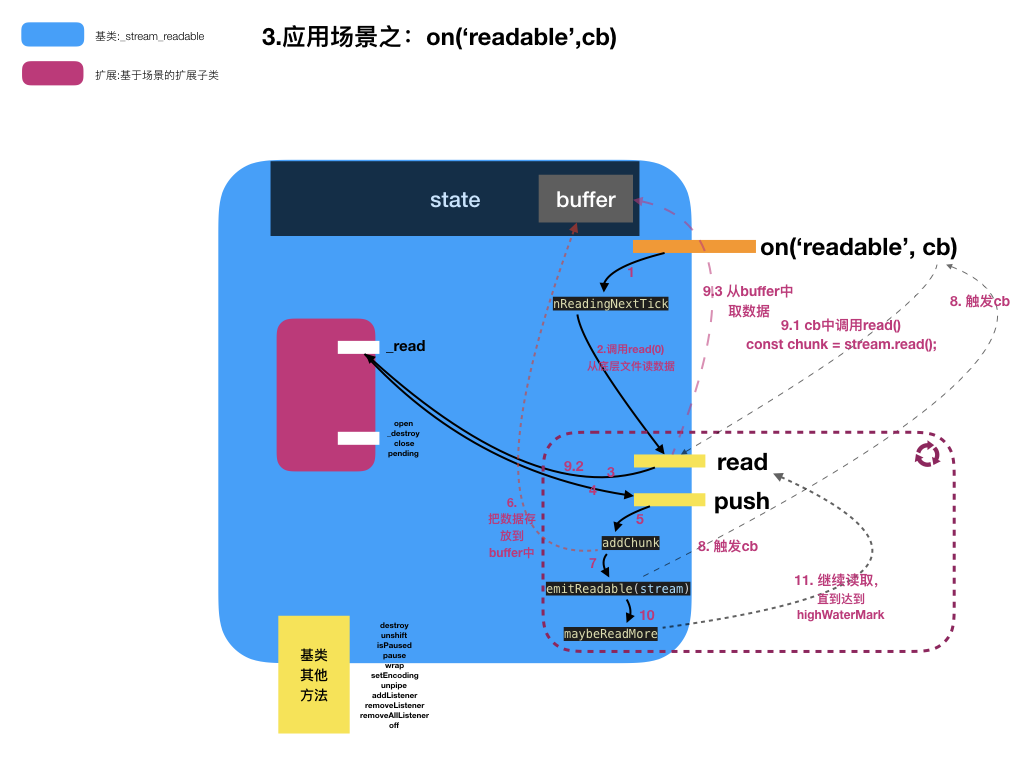 基类:_stream_readable
3.应用场景之：on(‘readable’,cb)
扩展:基于场景的扩展子类
state
buffer
on(‘readable’, cb)
1
nReadingNextTick
9.3 从buffer中
取数据
8. 触发cb
9.1 cb中调用read()
const chunk = stream.read();
_read
2.调用read(0)
从底层文件读数据
open
_destroy
close
pending
9.2
3
read
4
push
5
6.
把数据存
放到
buffer中
addChunk
8. 触发cb
7
emitReadable(stream)
11. 继续读取,
直到达到
highWaterMark
10
maybeReadMore
基类
其他
方法
destroy
unshift
isPaused
pause
wrap
setEncoding
unpipe
addListener
removeListener
removeAllListener
off